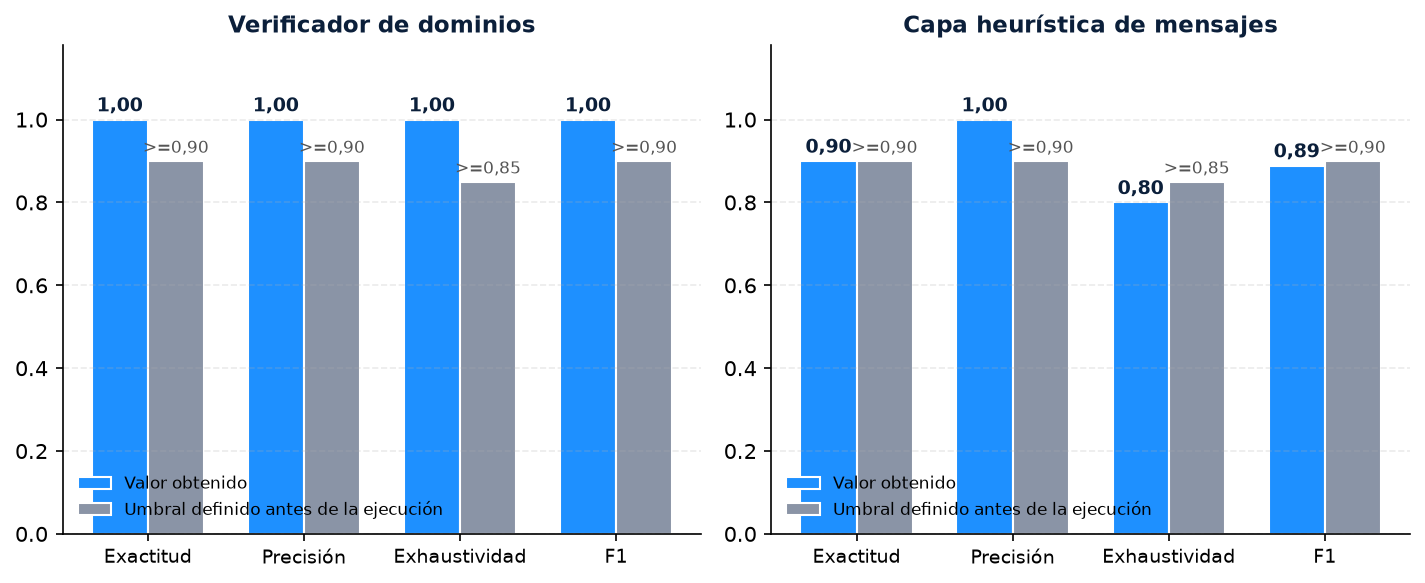 Verificador de dominios
1,00
>=0,90
1,00
>=0,90
1,00
>=0,85
1,00
>=0,90
1.0
0.8
0.6
0.4
0.2
0.0
Valor obtenido
Umbral definido antes de la ejecución
Exactitud
Precisión
Exhaustividad
F1
Capa heurística de mensajes
0,90
>=0,90
1,00
>=0,90
0,80
>=0,85
0,89
>=0,90
1.0
0.8
0.6
0.4
0.2
0.0
Valor obtenido
Umbral definido antes de la ejecución
Exactitud
Precisión
Exhaustividad
F1